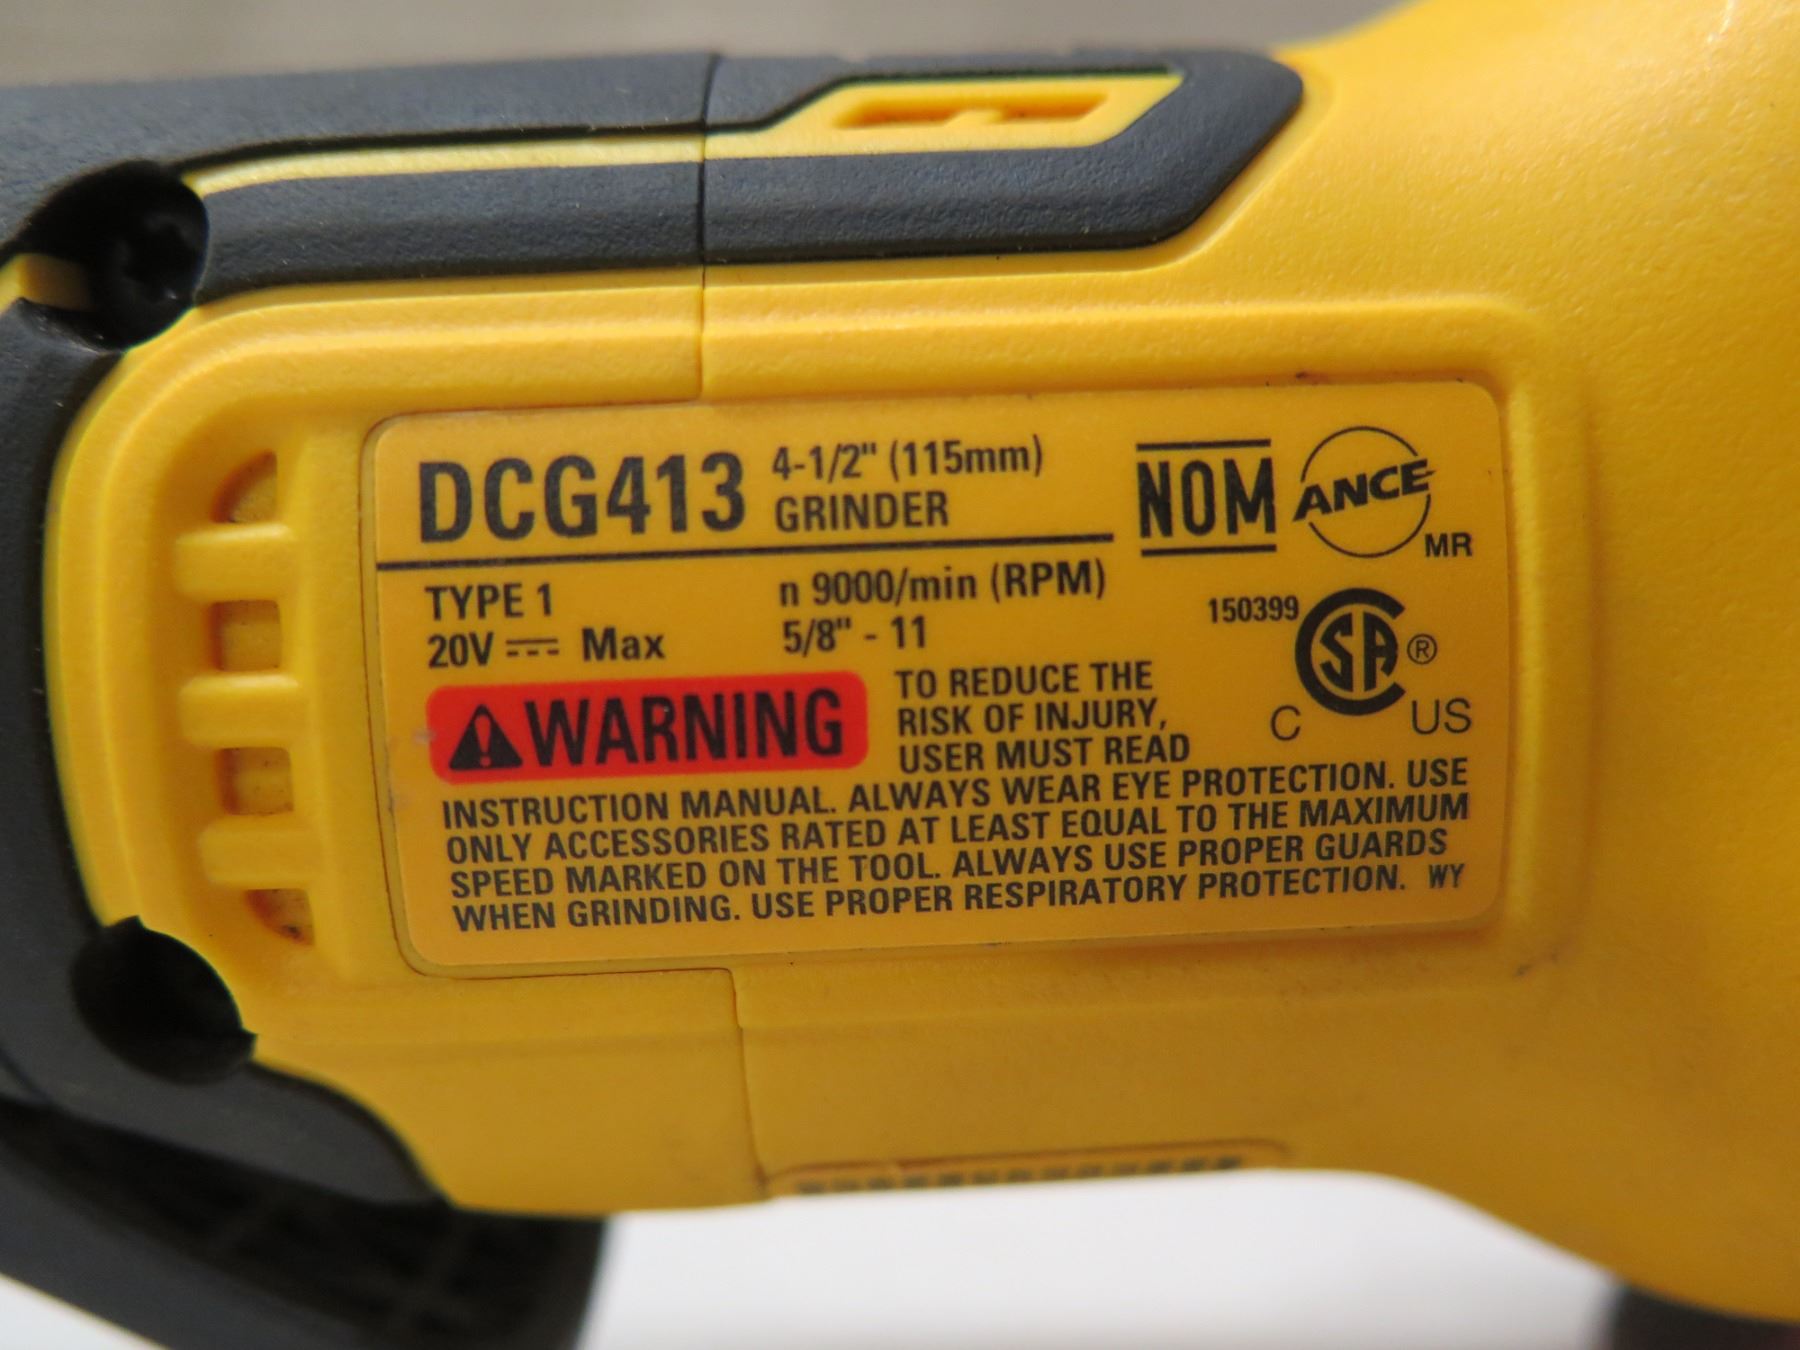 DCG413 4-1/2" (115mm)
GRINDER
NOM ANCE MR
TYPE 1 n 9000/min (RPM)
20V ⎓ Max 5/8" - 11
150399 SA ® C US
WARNING TO REDUCE THE
RISK OF INJURY,
USER MUST READ
INSTRUCTION MANUAL. ALWAYS WEAR EYE PROTECTION. USE
ONLY ACCESSORIES RATED AT LEAST EQUAL TO THE MAXIMUM
SPEED MARKED ON THE TOOL. ALWAYS USE PROPER GUARDS
WHEN GRINDING. USE PROPER RESPIRATORY PROTECTION. WY